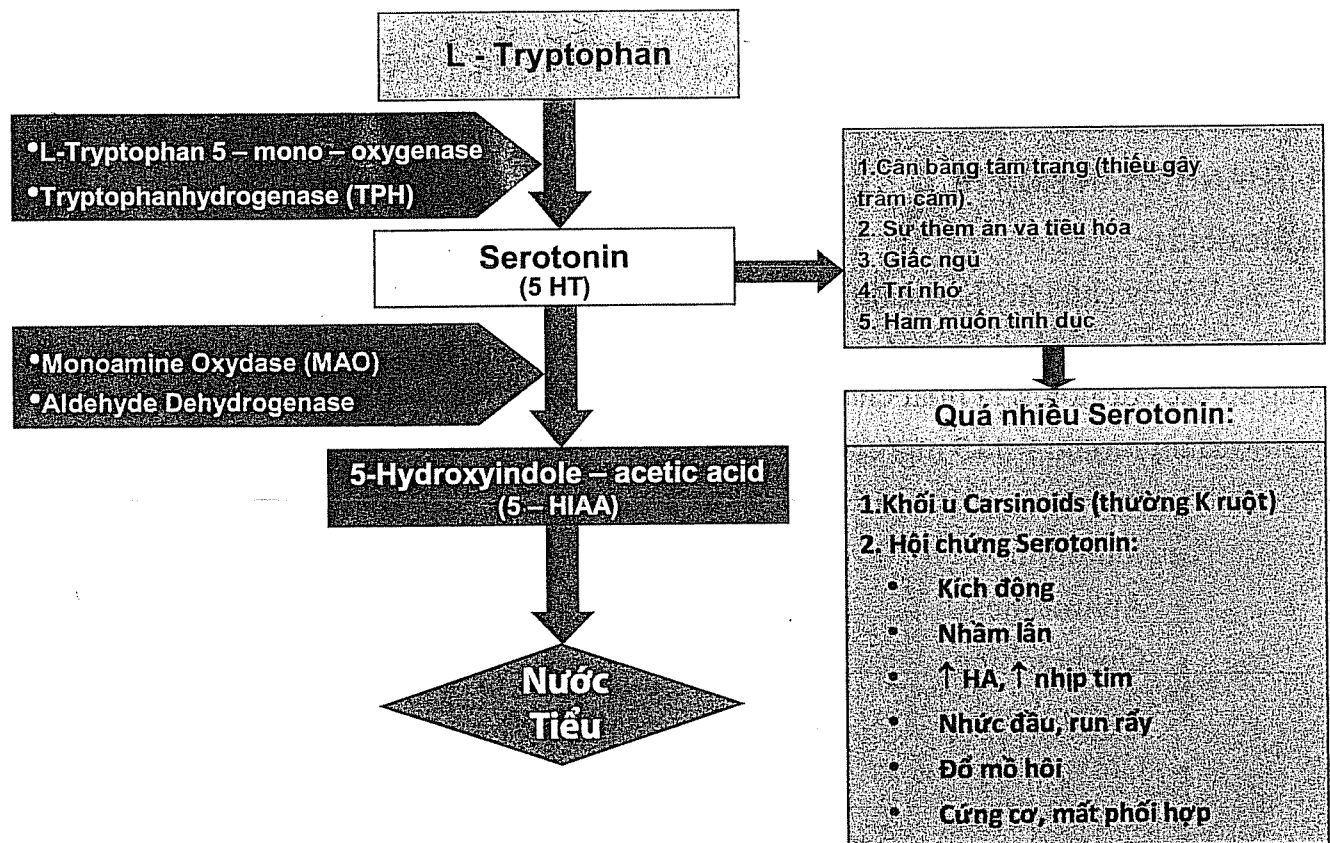 L - Tryptophan
•L-Tryptophan 5 – mono – oxygenase
•Tryptophanhydrogenase (TPH)
Serotonin
(5 HT)
1.Cân bằng tâm trạng (thiếu gây
trầm cảm).
2. Sự thèm ăn và tiêu hóa
3. Giấc ngủ
4. Trí nhớ
5. Ham muốn tình dục
•Monoamine Oxydase (MAO)
•Aldehyde Dehydrogenase
5-Hydroxyindole – acetic acid
(5 – HIAA)
Nước
Tiểu
Quá nhiều Serotonin:
1.Khối u Carsinoids (thường K ruột)
2. Hội chứng Serotonin:
• Kích động
• Nhầm lẫn
• ↑ HA, ↑ nhịp tim
• Nhức đầu, run rẩy
• Đổ mồ hôi
• Cứng cơ, mất phối hợp